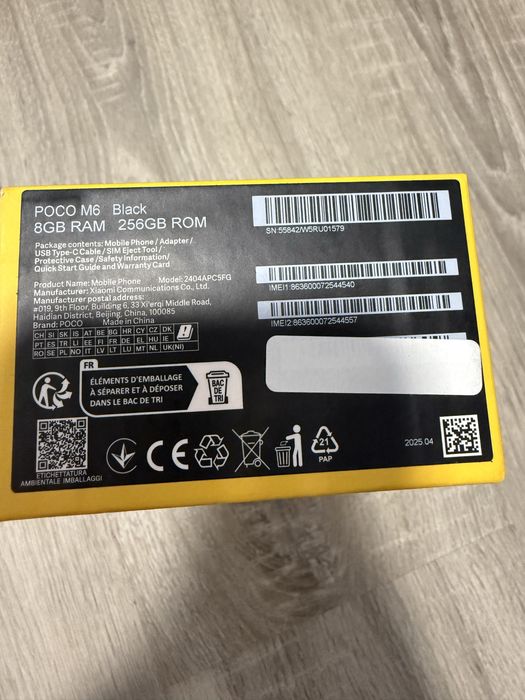 POCO M6 Black
8GB RAM 256GB ROM
Package contents: Mobile Phone / Adapter /
USB Type-C Cable / SIM Eject Tool /
Protective Case /Safety Information/
Quick Start Guide and Warranty Card
Product Name: Mobile Phone Model: 2404APC5FG
Manufacturer: Xiaomi Communications Co., Ltd.
Manufacturer postal address:
#019, 9th Floor, Building 6, 33 Xi'erqi Middle Road,
Haidian District, Beijing, China, 100085
Brand: POCO Made in China
CH SI SK IS AT BE BG HR CY CZ DK
PT ES TR LI EE FI FR DE EL HU IE
RO SE PL NO IT LV LT LU MT NL UK(NI)
SN:55842/W5RU01579
IMEI1:863600072544540
IMEI2:863600072544557
FR
ÉLÉMENTS D'EMBALLAGE
À SÉPARER ET À DÉPOSER
DANS LE BAC DE TRI
BAC
DE
TRI
ETICHETTATURA
AMBIENTALE IMBALLAGGI
CE
21
PAP
2025.04